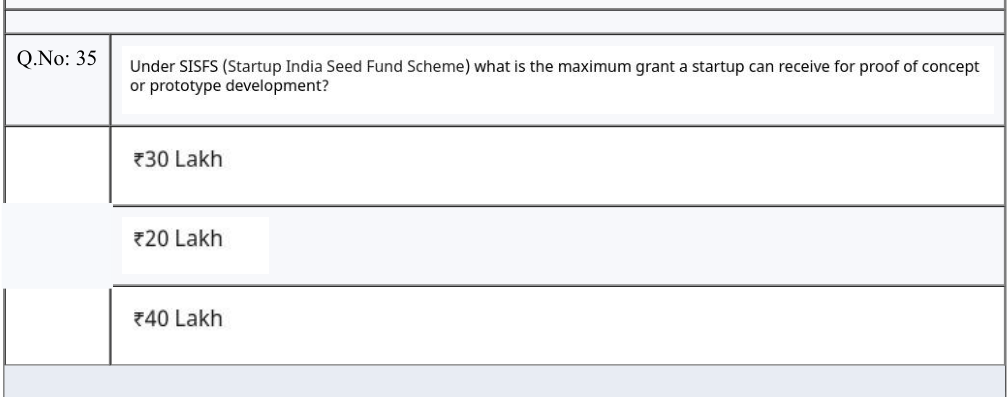 Q.No: 35
Under SISFS (Startup India Seed Fund Scheme) what is the maximum grant a startup can receive for proof of concept
or prototype development?
₹30 Lakh
₹20 Lakh
₹40 Lakh